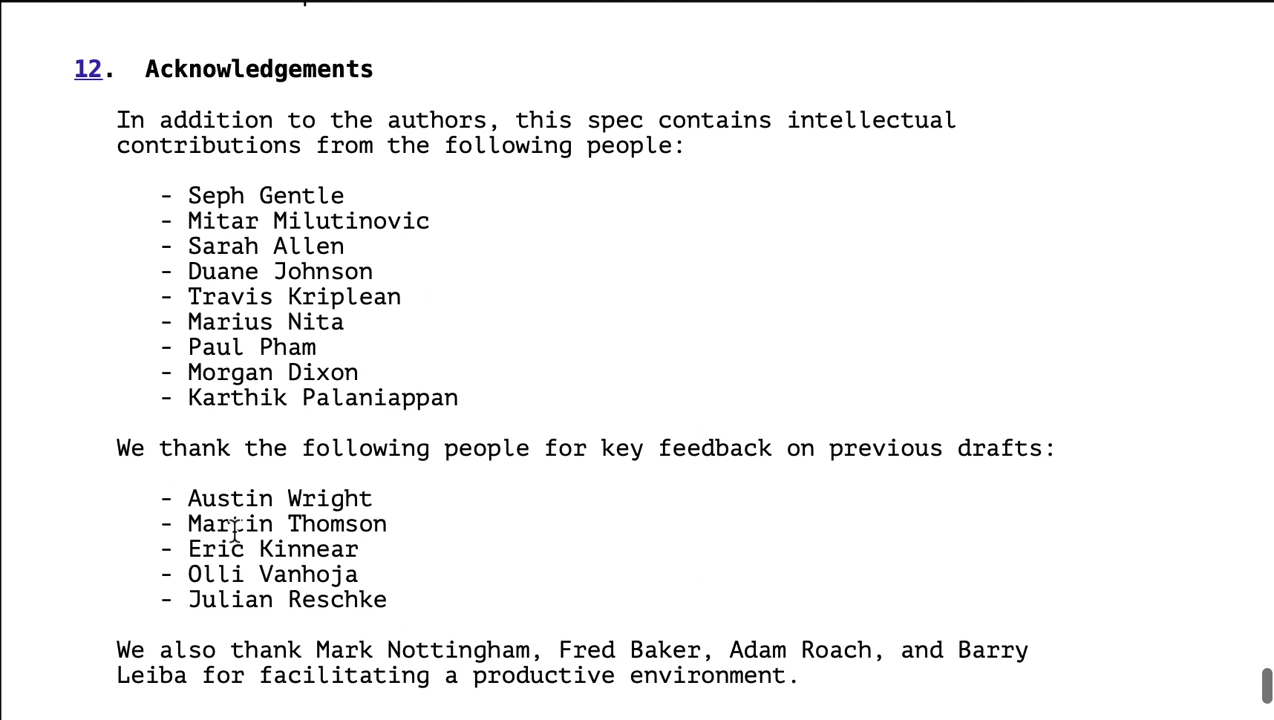 12. Acknowledgements
In addition to the authors, this spec contains intellectual
contributions from the following people:
- Seph Gentle
- Mitar Milutinovic
- Sarah Allen
- Duane Johnson
- Travis Kriplean
- Marius Nita
- Paul Pham
- Morgan Dixon
- Karthik Palaniappan
We thank the following people for key feedback on previous drafts:
- Austin Wright
- Martin Thomson
- Eric Kinnear
- Olli Vanhoja
- Julian Reschke
We also thank Mark Nottingham, Fred Baker, Adam Roach, and Barry
Leiba for facilitating a productive environment.